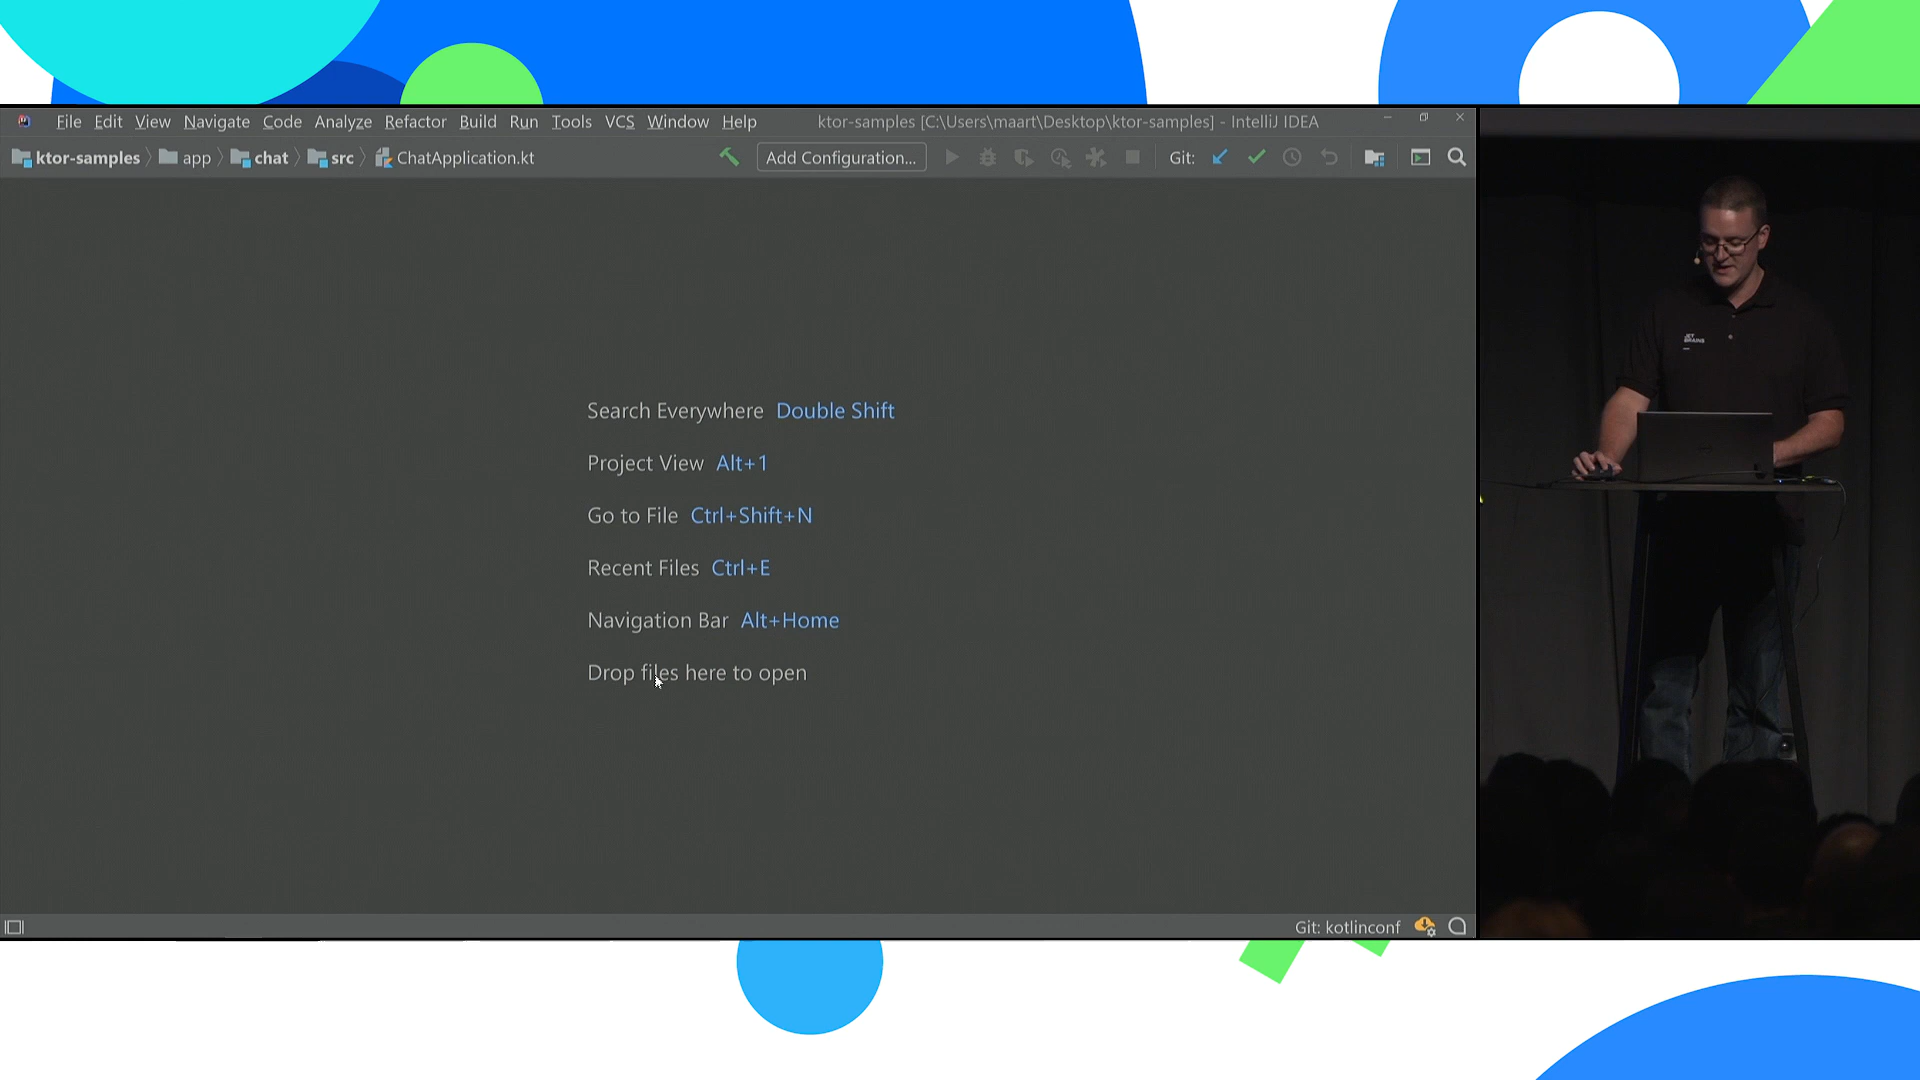 File Edit View Navigate Code Analyze Refactor Build Run Tools VCS Window Help ktor-samples [C:\Users\maart\Desktop\ktor-samples] - IntelliJ IDEA
ktor-samples app chat src ChatApplication.kt Add Configuration... Git:
Search Everywhere Double Shift
Project View Alt+1
Go to File Ctrl+Shift+N
Recent Files Ctrl+E
Navigation Bar Alt+Home
Drop files here to open
Git: kotlinconf
JET
BRAINS